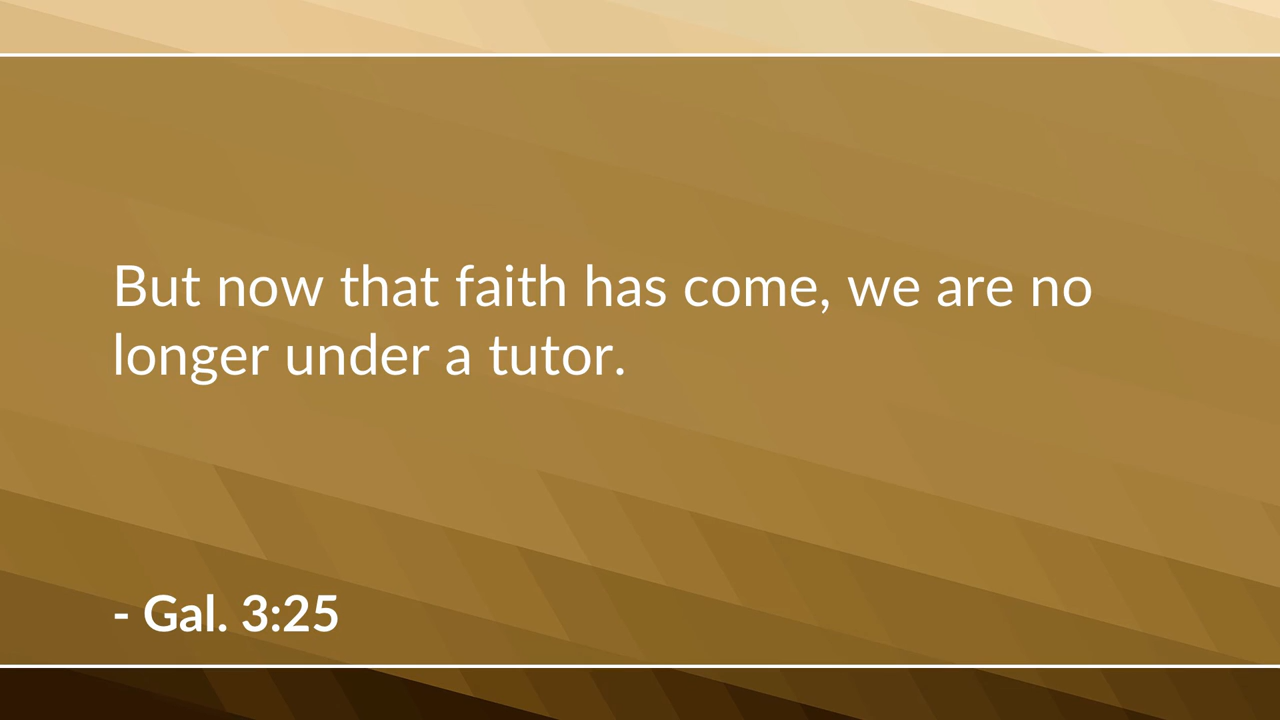 But now that faith has come, we are no
longer under a tutor.
- Gal. 3:25